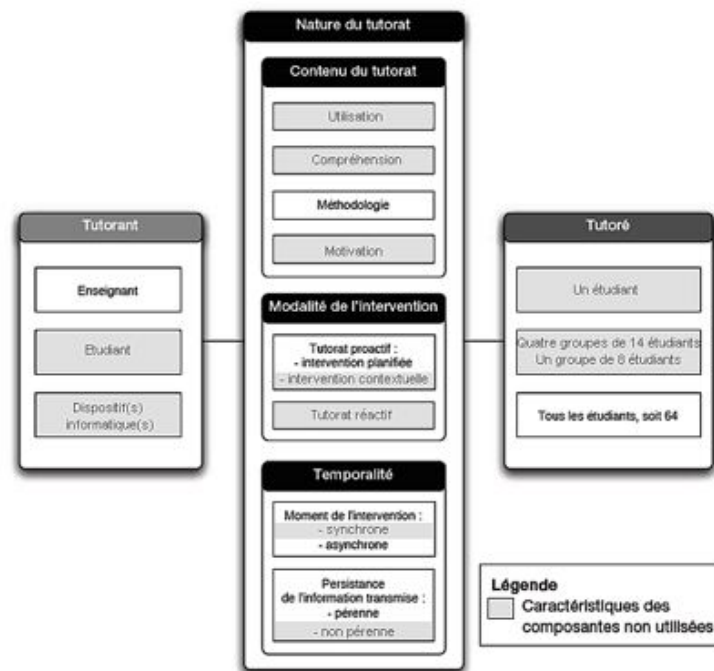 Nature du tutorat
Contenu du tutorat
Utilisation
Compréhension
Méthodologie
Motivation
Tutorant
Enseignant
Etudiant
Dispositif(s)
informatique(s)
Modalité de l'intervention
Tutorat proactif :
- intervention planifiée
- intervention contextuelle
Tutorat réactif
Temporalité
Moment de l'intervention :
- synchrone
- asynchrone
Persistance
de l'information transmise :
- pérenne
- non pérenne
Tutoré
Un étudiant
Quatre groupes de 14 étudiants
Un groupe de 8 étudiants
Tous les étudiants, soit 64
Légende
Caractéristiques des
composantes non utilisées